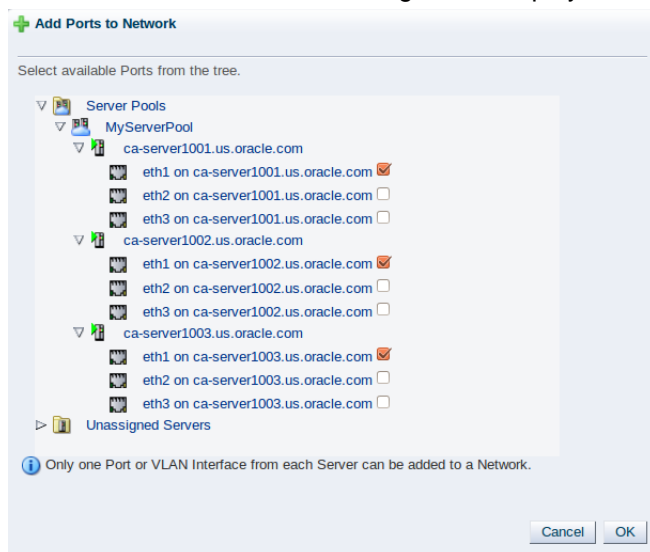 Add Ports to Network
Select available Ports from the tree.
Server Pools
MyServerPool
ca-server1001.us.oracle.com
eth1 on ca-server1001.us.oracle.com
eth2 on ca-server1001.us.oracle.com
eth3 on ca-server1001.us.oracle.com
ca-server1002.us.oracle.com
eth1 on ca-server1002.us.oracle.com
eth2 on ca-server1002.us.oracle.com
eth3 on ca-server1002.us.oracle.com
ca-server1003.us.oracle.com
eth1 on ca-server1003.us.oracle.com
eth2 on ca-server1003.us.oracle.com
eth3 on ca-server1003.us.oracle.com
Unassigned Servers
Only one Port or VLAN Interface from each Server can be added to a Network.
Cancel OK